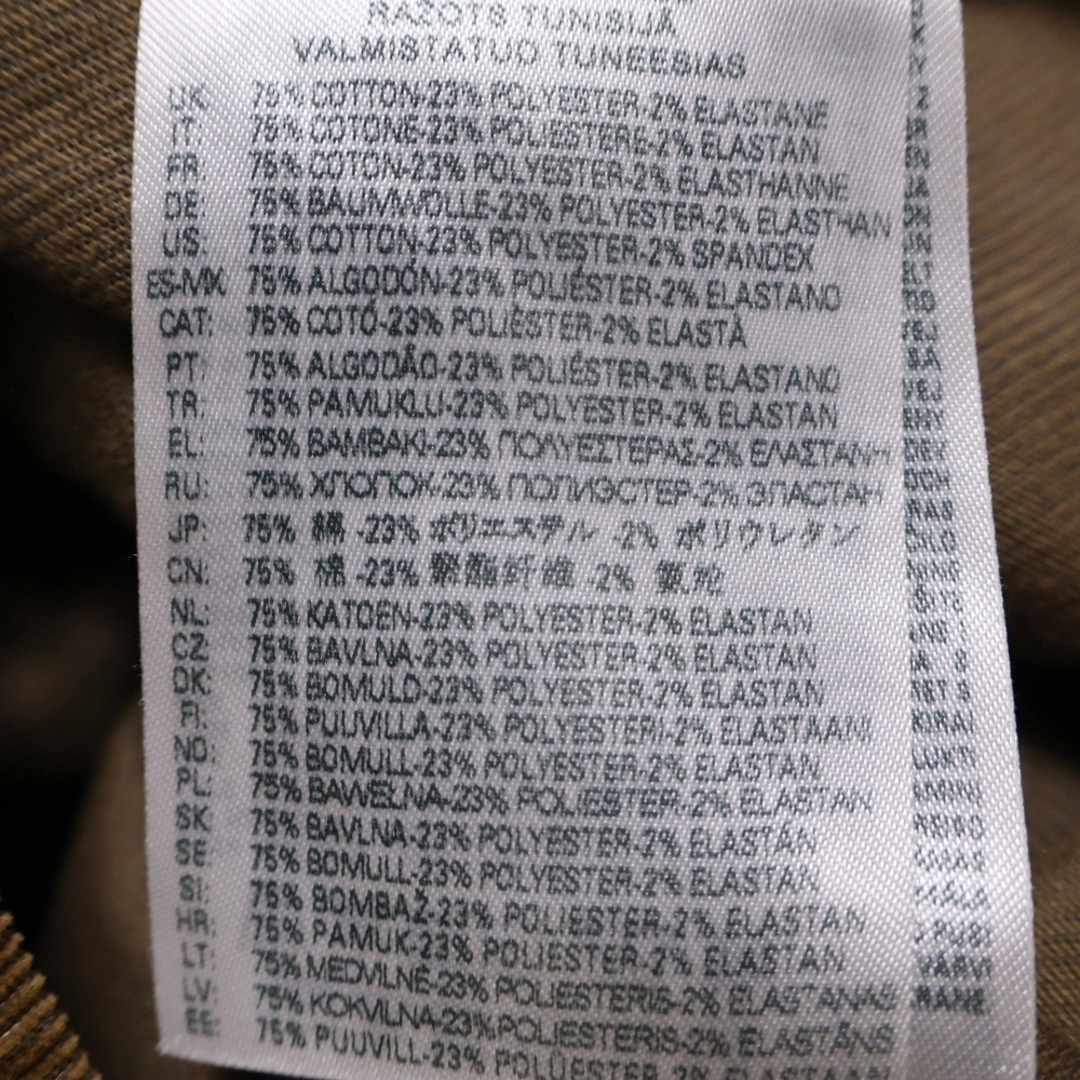 RAŽOTS TUNISIJĀ
VALMISTATUD TUNEESIAS
UK: 75% COTTON-23% POLYESTER-2% ELASTANE
IT: 75% COTONE-23% POLIESTERE-2% ELASTAN
FR: 75% COTON-23% POLYESTER-2% ELASTHANNE
DE: 75% BAUMWOLLE-23% POLYESTER-2% ELASTHAN
US: 75% COTTON-23% POLYESTER-2% SPANDEX
ES-MX: 75% ALGODÓN-23% POLIÉSTER-2% ELASTANO
CAT: 75% COTÓ-23% POLIÈSTER-2% ELASTÀ
PT: 75% ALGODÃO-23% POLIÉSTER-2% ELASTANO
TR: 75% PAMUKLU-23% POLYESTER-2% ELASTAN
EL: 75% ΒΑΜΒΑΚΙ-23% ΠΟΛΥΕΣΤΕΡΑΣ-2% ΕΛΑΣΤΑΝΗ
RU: 75% ХЛОПОК-23% ПОЛИЭСТЕР-2% ЭЛАСТАН
JP: 75% 綿 -23% ポリエステル -2% ポリウレタン
CN: 75% 棉 -23% 聚酯纤维 -2% 氨纶
NL: 75% KATOEN-23% POLYESTER-2% ELASTAN
CZ: 75% BAVLNA-23% POLYESTER-2% ELASTAN
DK: 75% BOMULD-23% POLYESTER-2% ELASTAN
FI: 75% PUUVILLA-23% POLYESTERI-2% ELASTAANI
NO: 75% BOMULL-23% POLYESTER-2% ELASTAN
PL: 75% BAWEŁNA-23% POLIESTER-2% ELASTAN
SK: 75% BAVLNA-23% POLYESTER-2% ELASTÁN
SE: 75% BOMULL-23% POLYESTER-2% ELASTAN
SI: 75% BOMBAŽ-23% POLIESTER-2% ELASTAN
HR: 75% PAMUK-23% POLIESTER-2% ELASTAN
LT: 75% MEDVILNĖ-23% POLIESTERIS-2% ELASTANAS
LV: 75% KOKVILNA-23% POLIESTERIS-2% ELASTĀNS
EE: 75% PUUVILL-23% POLÜESTER-2% ELASTAAN